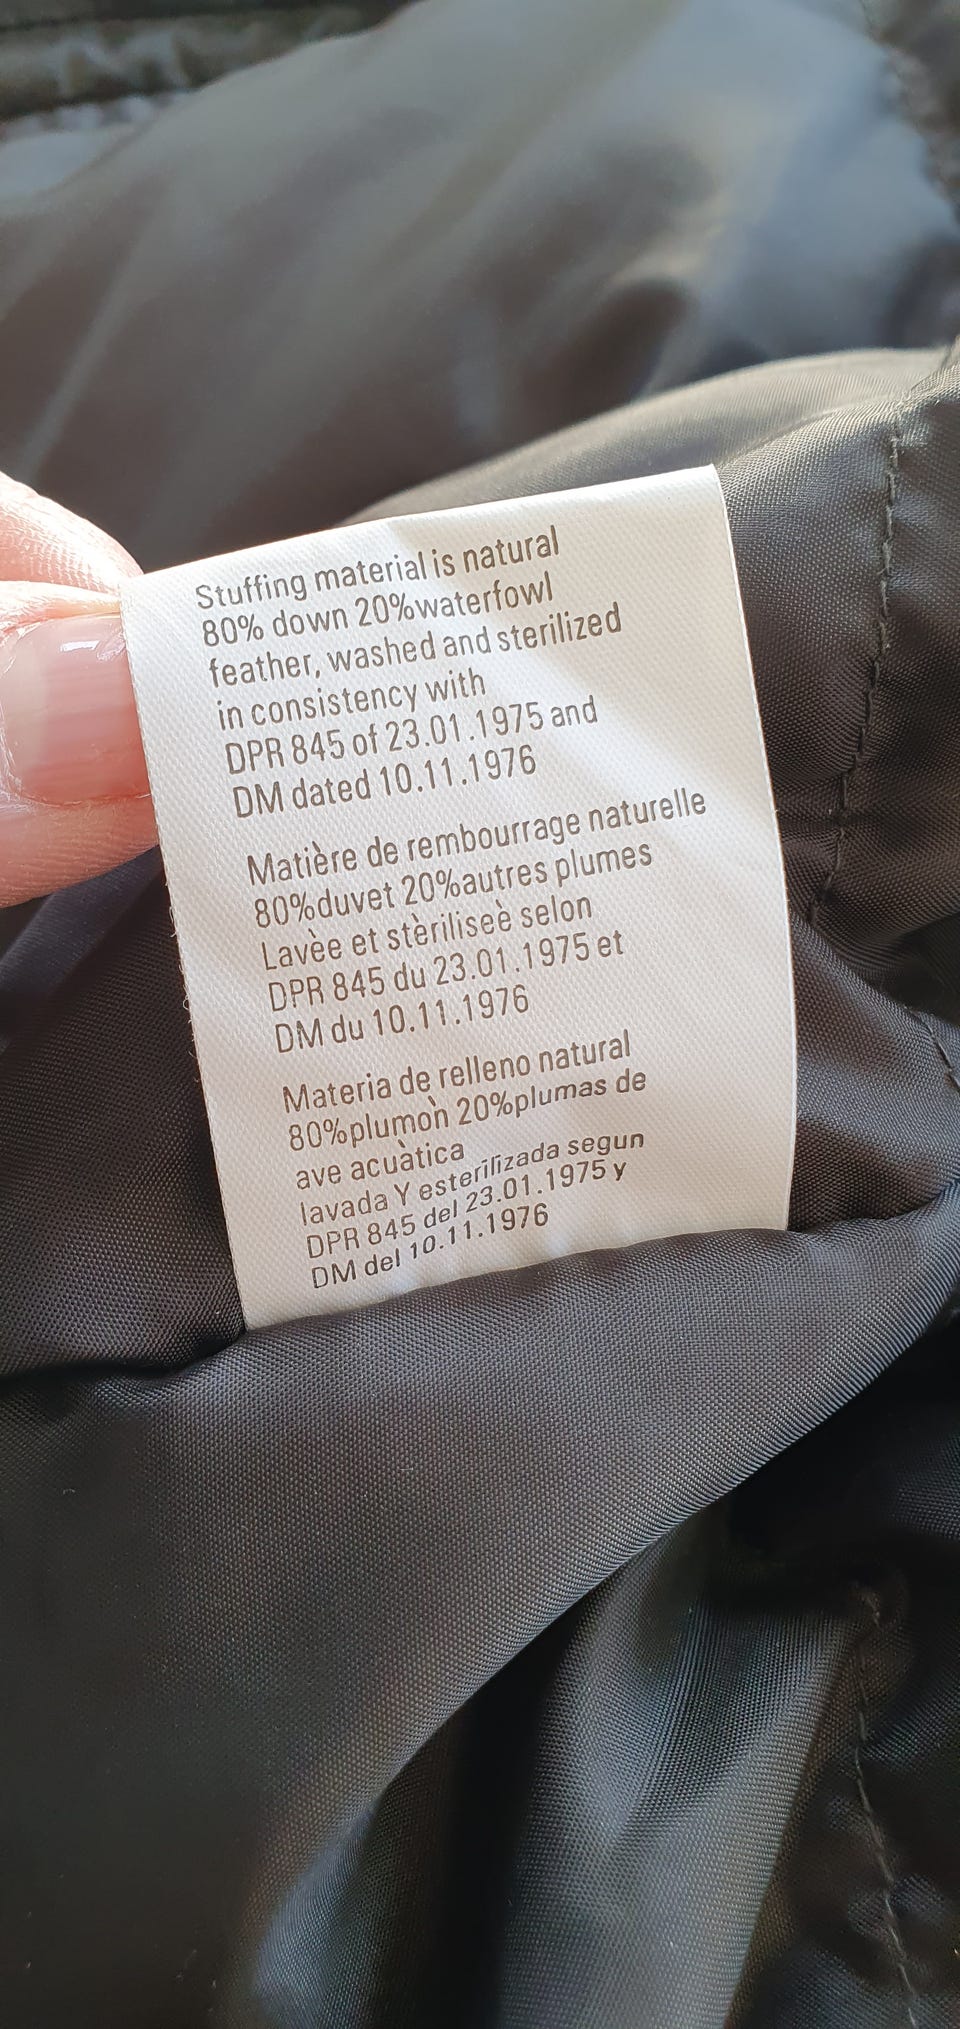 Stuffing material is natural
80% down 20%waterfowl
feather, washed and sterilized
in consistency with
DPR 845 of 23.01.1975 and
DM dated 10.11.1976
Matière de rembourrage naturelle
80%duvet 20%autres plumes
Lavèe et stèriliseè selon
DPR 845 du 23.01.1975 et
DM du 10.11.1976
Materia de relleno natural
80%plumoǹ 20%plumas de
ave acuàtica
lavada Y esterilizada segun
DPR 845 del 23.01.1975 y
DM del 10.11.1976